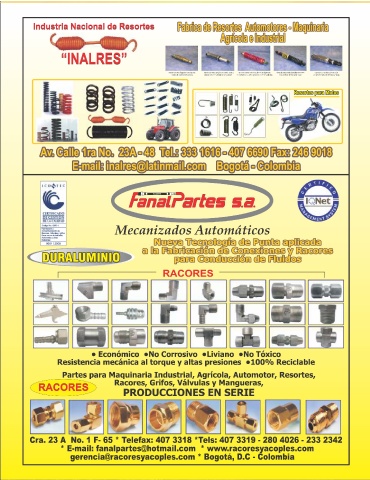 Industria Nacional de Resortes
"INALRES"
Fabrica de Resortes Automotores - Maquinaria
Agrícola e Industrial
Resortes para Motos
Av. Calle 1ra No. 23A - 48 Tel.: 333 1616 - 407 6690 Fax: 246 9018
E-mail: inalres@latinmail.com Bogotá - Colombia
ICONTEC
FanalPartes s.a.
CERTIFIED
IQNet
MANAGEMENT SYSTEM
Mecanizados Automáticos
Nueva Tecnología de Punta aplicada
a la Fabricación de Conexiones y Racores
para Conducción de Fluidos
DURALUMINIO
RACORES
• Económico •No Corrosivo •Liviano •No Tóxico
Resistencia mecánica al torque y altas presiones •100% Reciclable
Partes para Maquinaria Industrial, Agrícola, Automotor, Resortes,
Racores, Grifos, Válvulas y Mangueras,
PRODUCCIONES EN SERIE
RACORES
Cra. 23 A No. 1 F- 65 * Telefax: 407 3318 *Tels: 407 3319 - 280 4026 - 233 2342
* E-mail: fanalpartes@hotmail.com * www.racoresyacoples.com
gerencia@racoresyacoples.com * Bogotá, D.C - Colombia